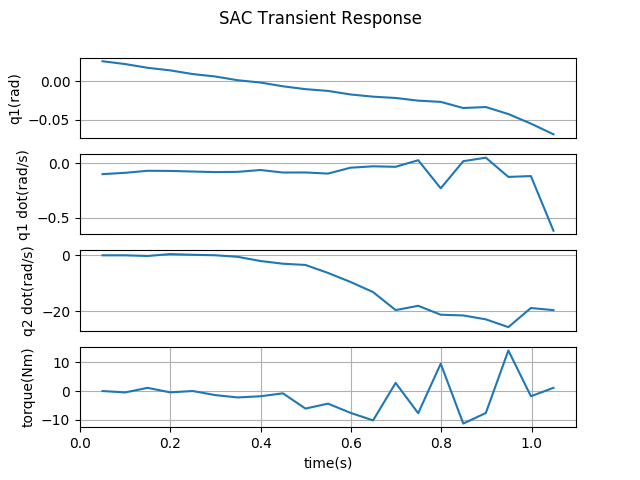 SAC Transient Response
q1(rad)
0.00
−0.05
q1 dot(rad/s)
0.0
−0.5
q2 dot(rad/s)
0
−20
torque(Nm)
10
0
−10
0.0 0.2 0.4 0.6 0.8 1.0
time(s)